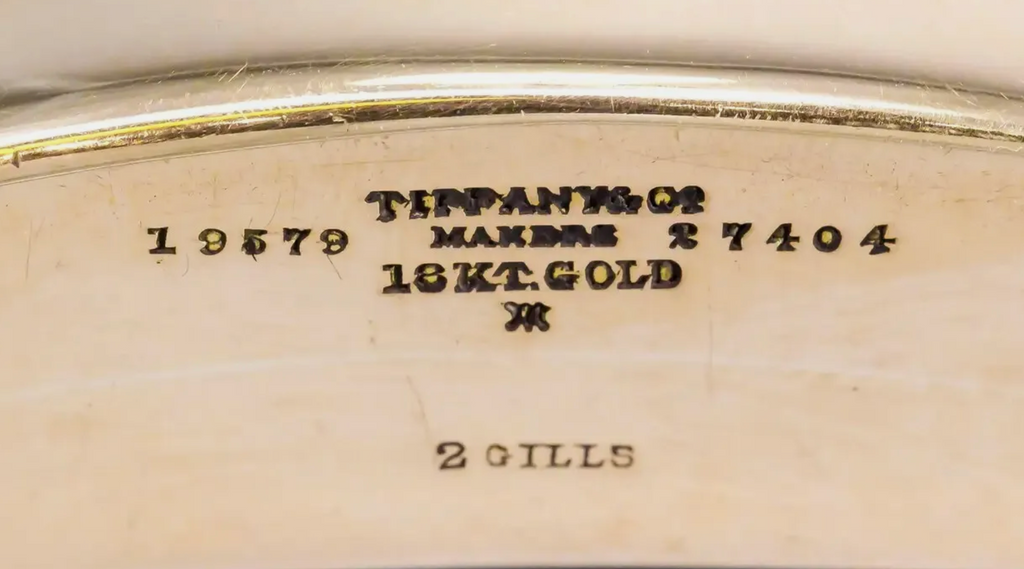 TIFFANY & Co
19579 MAKERS 27404
18KT. GOLD
M
2 GILLS